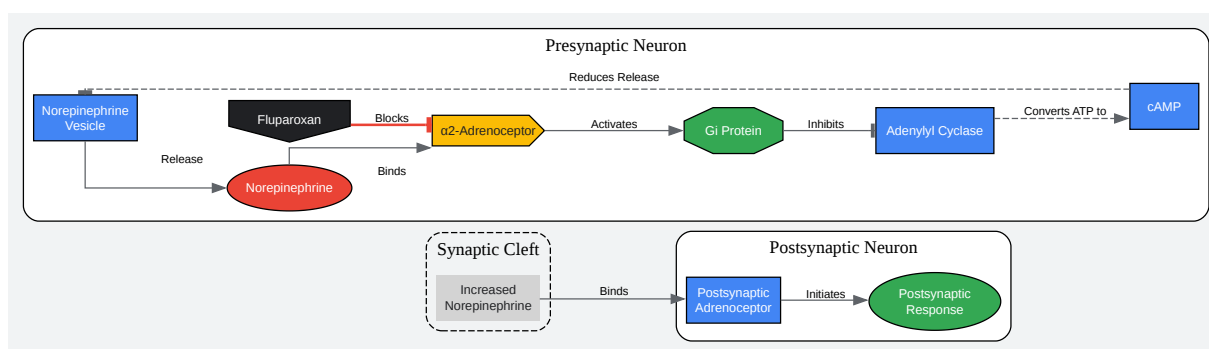 Presynaptic Neuron
Reduces Release
Norepinephrine
Vesicle
Fluparoxan
Blocks
α2-Adrenoceptor
Activates
Gi Protein
Inhibits
Adenylyl Cyclase
Converts ATP to
cAMP
Release
Binds
Norepinephrine
Synaptic Cleft
Increased
Norepinephrine
Binds
Postsynaptic Neuron
Postsynaptic
Adrenoceptor
Initiates
Postsynaptic
Response